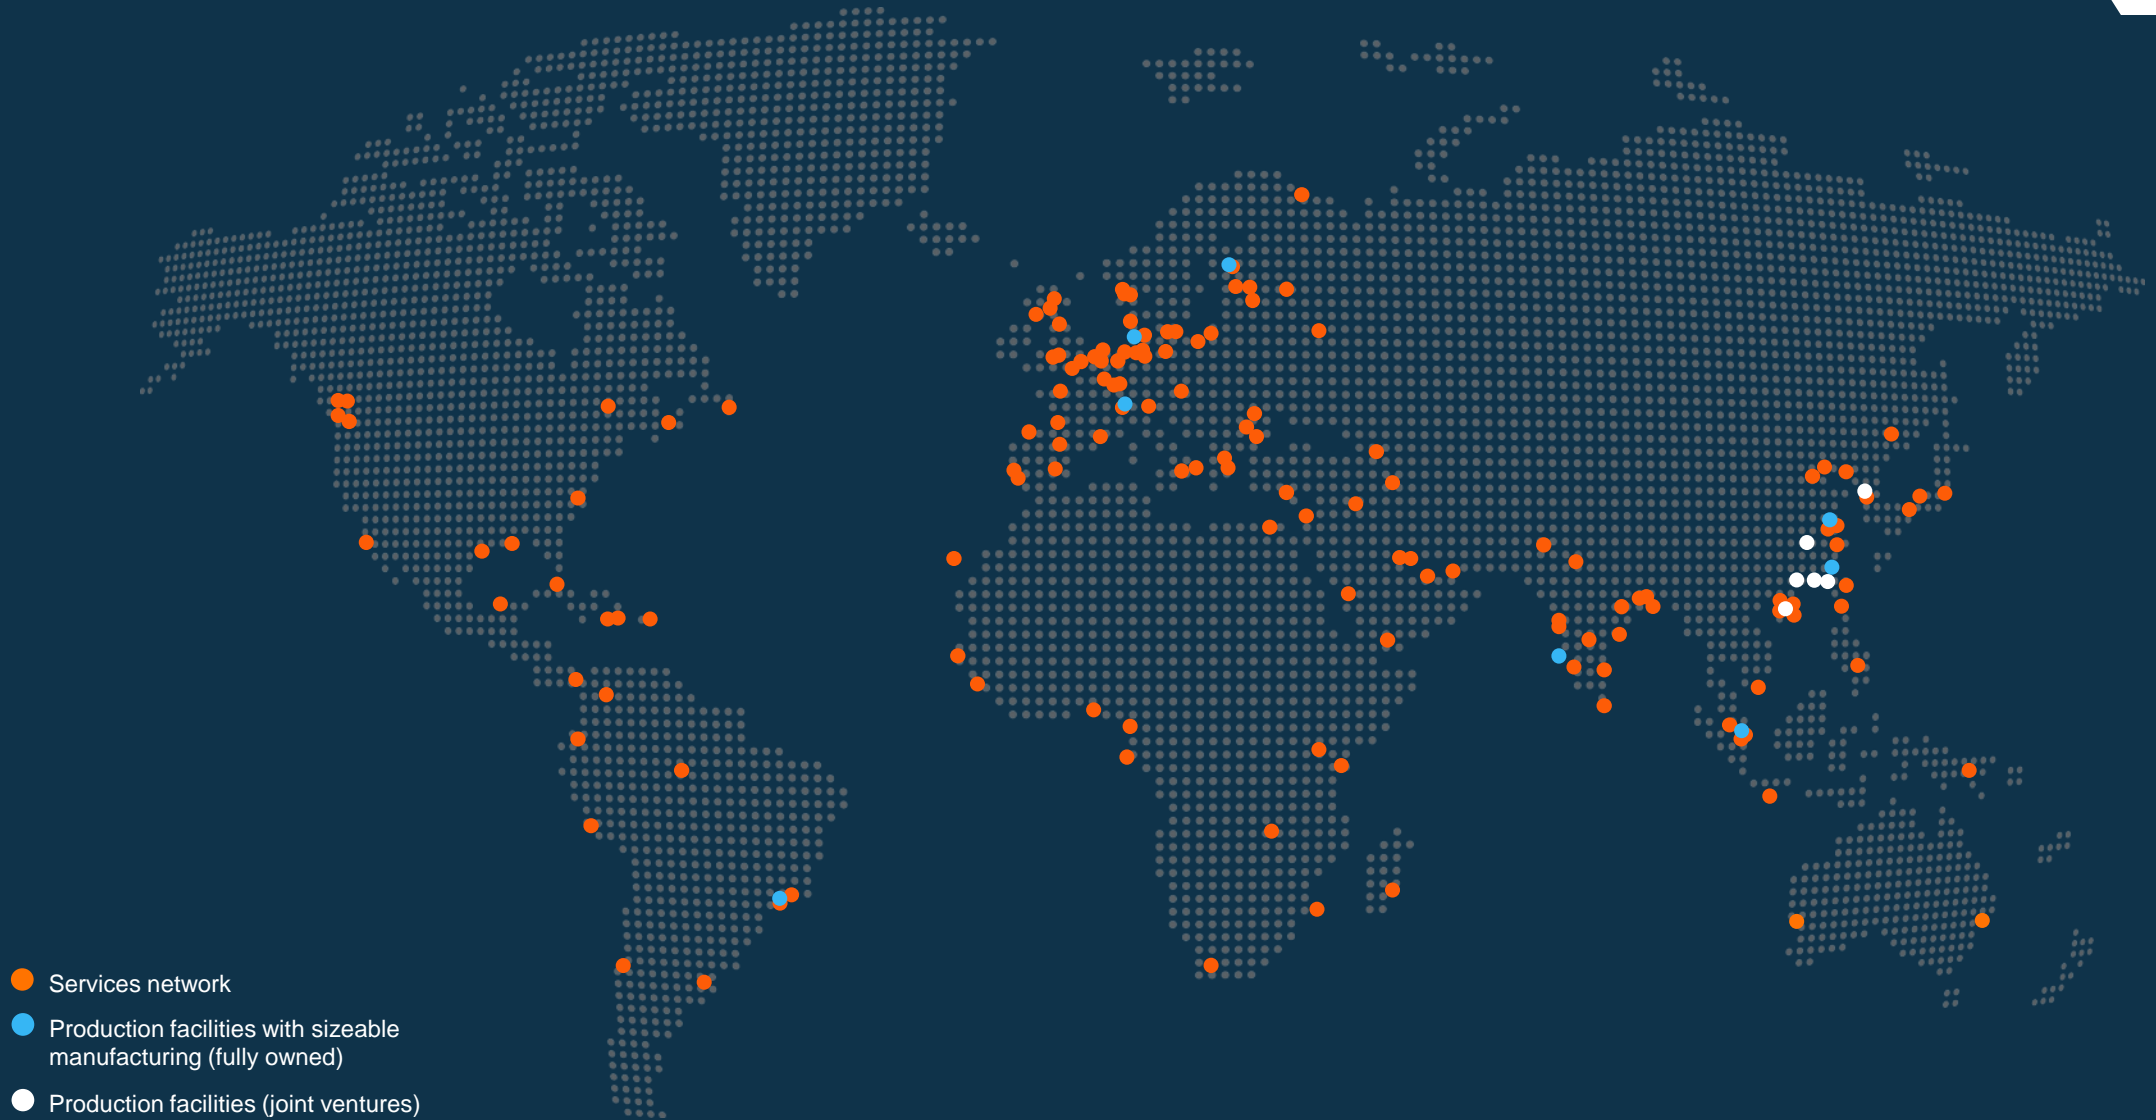 Services network
Production facilities with sizeable
manufacturing (fully owned)
Production facilities (joint ventures)